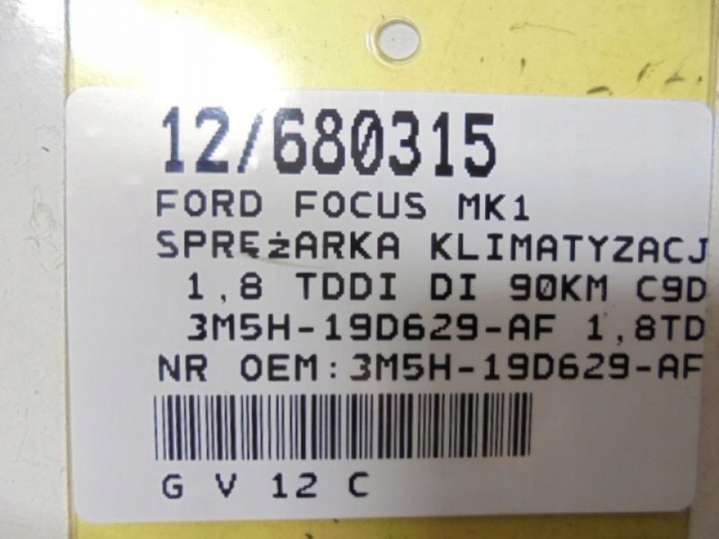 12/680315
FORD FOCUS MK1
SPRĘżARKA KLIMATYZACJ
1,8 TDDI DI 90KM C9D
3M5H-19D629-AF 1,8TD
NR OEM:3M5H-19D629-AF
G V 12 C